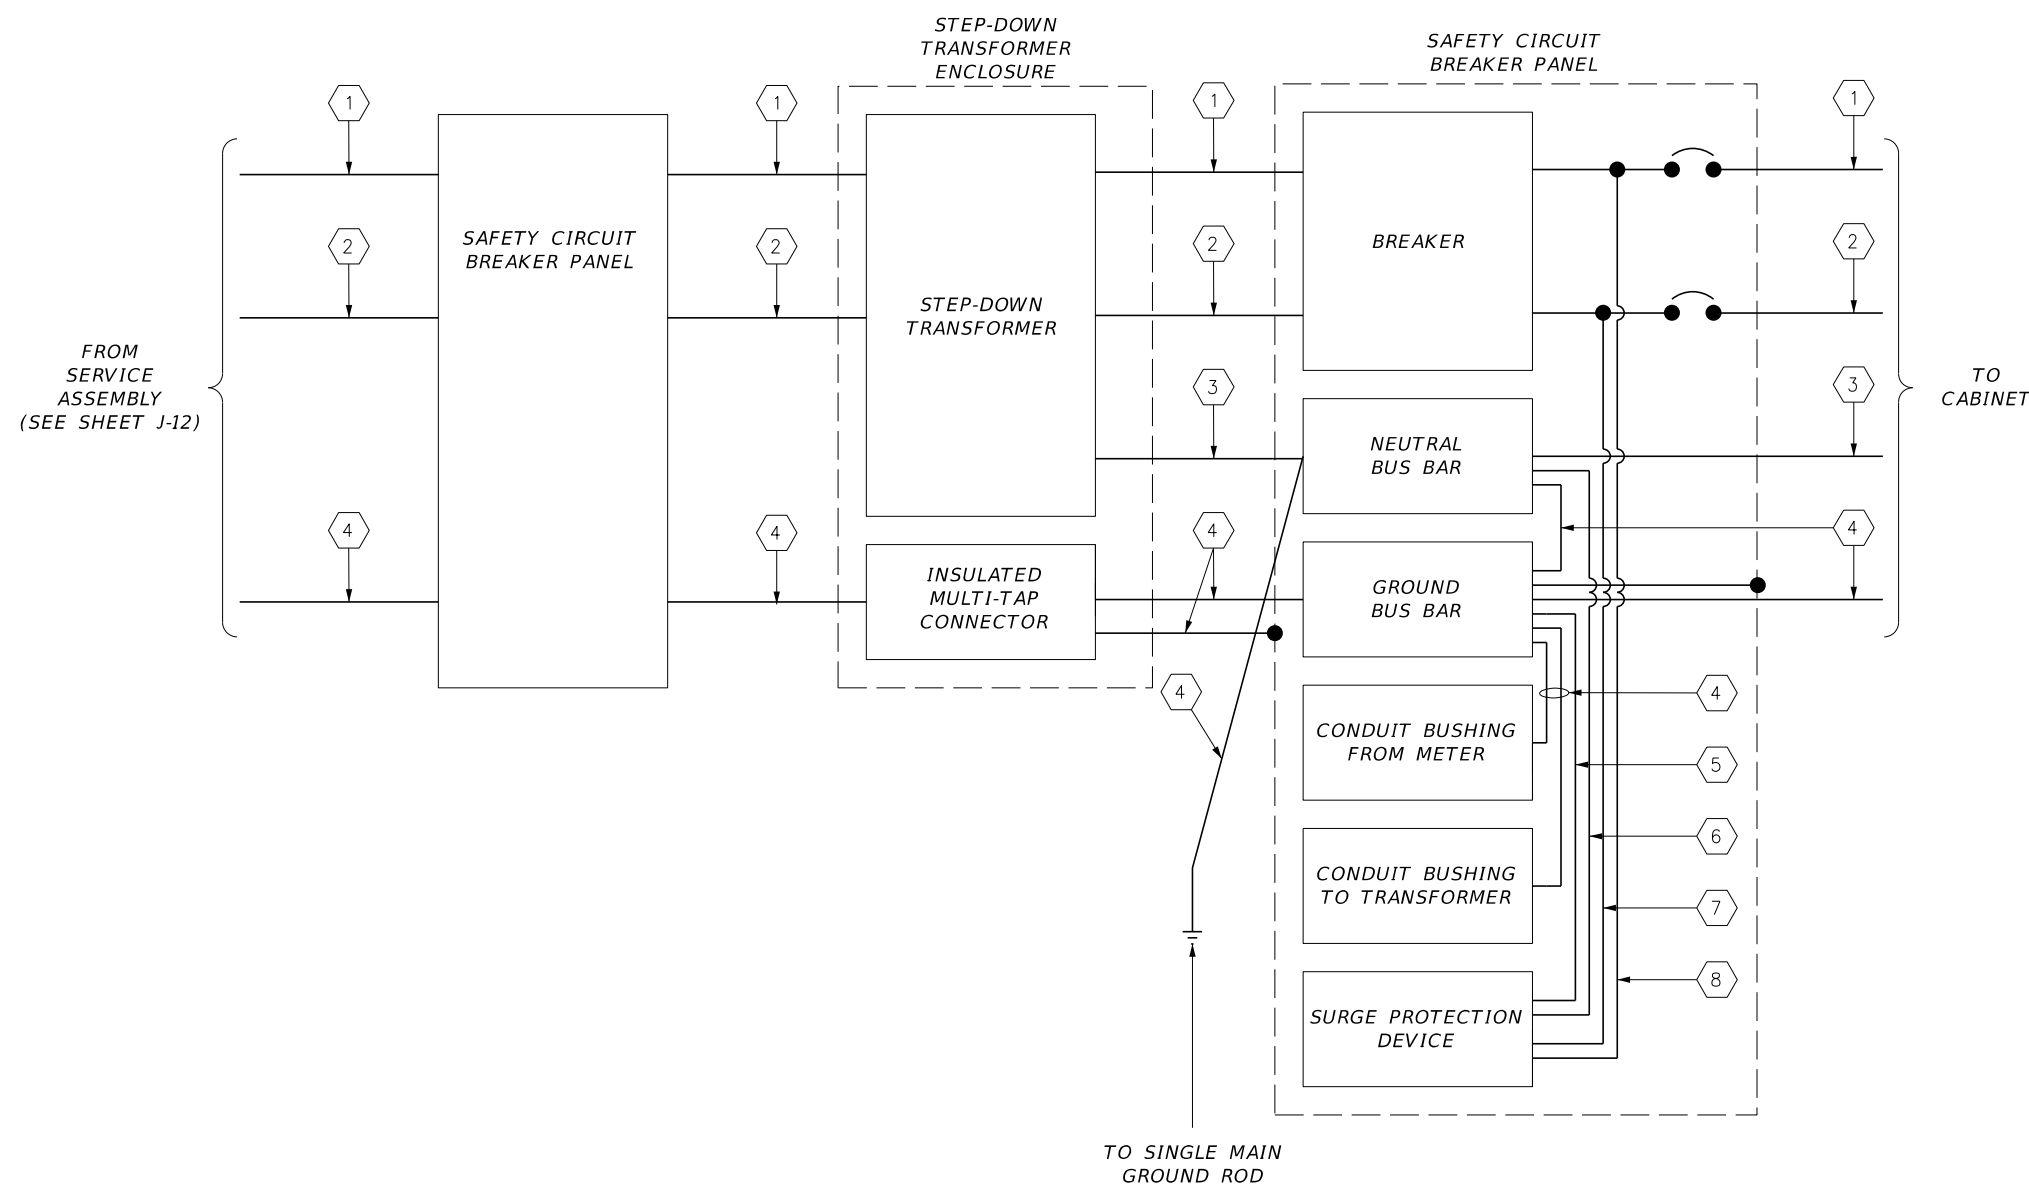 STEP-DOWN
TRANSFORMER
ENCLOSURE
SAFETY CIRCUIT
BREAKER PANEL
1
1
1
1
SAFETY CIRCUIT
BREAKER PANEL
2
2
2
BREAKER
2
STEP-DOWN
TRANSFORMER
FROM
SERVICE
ASSEMBLY
(SEE SHEET J-12)
3
3
TO
CABINET
NEUTRAL
BUS BAR
4
4
4
4
INSULATED
MULTI-TAP
CONNECTOR
GROUND
BUS BAR
4
4
CONDUIT BUSHING
FROM METER
5
6
CONDUIT BUSHING
TO TRANSFORMER
7
8
SURGE PROTECTION
DEVICE
TO SINGLE MAIN
GROUND ROD